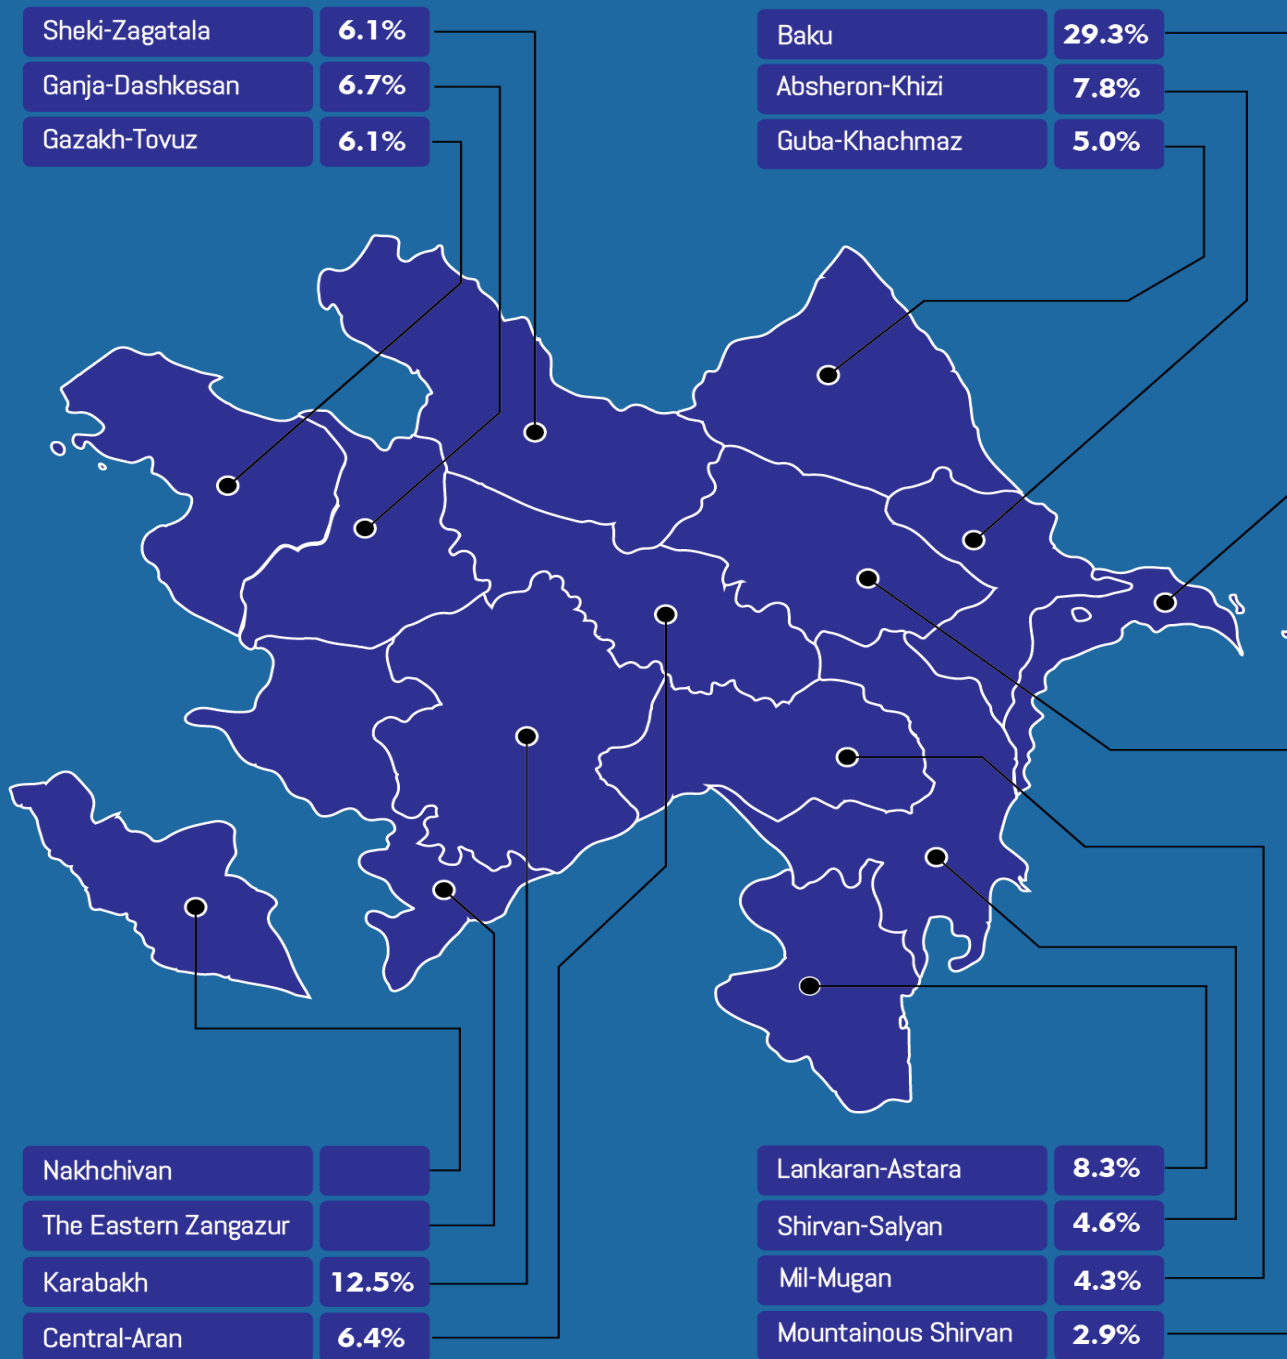 Sheki-Zagatala 6.1%
Ganja-Dashkesan 6.7%
Gazakh-Tovuz 6.1%
Baku 29.3%
Absheron-Khizi 7.8%
Guba-Khachmaz 5.0%
Nakhchivan
The Eastern Zangazur
Karabakh 12.5%
Central-Aran 6.4%
Lankaran-Astara 8.3%
Shirvan-Salyan 4.6%
Mil-Mugan 4.3%
Mountainous Shirvan 2.9%